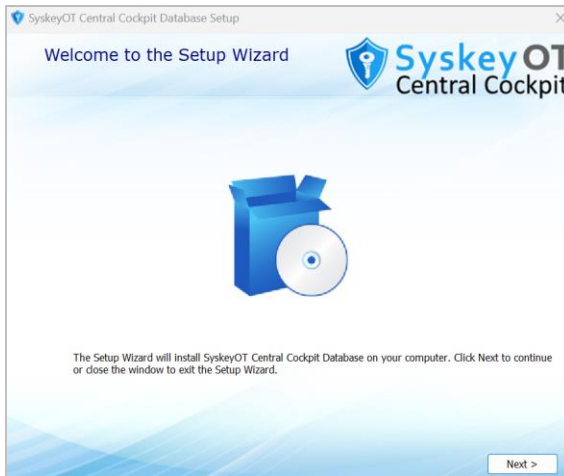 SyskeyOT Central Cockpit Database Setup
Welcome to the Setup Wizard
Syskey OT
Central Cockpit
The Setup Wizard will install SyskeyOT Central Cockpit Database on your computer. Click Next to continue
or close the window to exit the Setup Wizard.
Next >